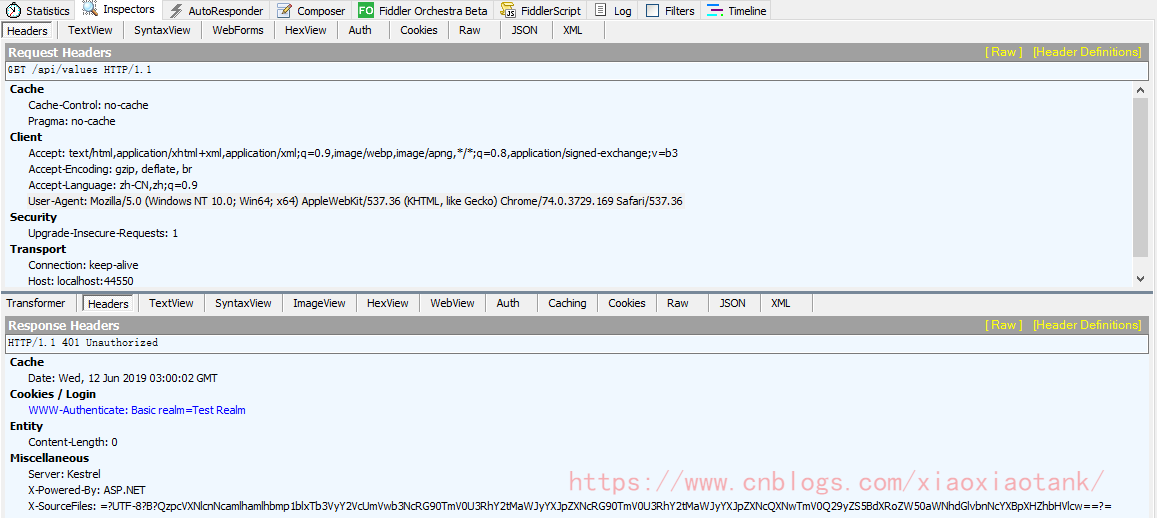 Statistics Inspectors AutoResponder Composer FO Fiddler Orchestra Beta FiddlerScript Log Filters Timeline
Headers TextView SyntaxView WebForms HexView Auth Cookies Raw JSON XML
Request Headers [ Raw ] [Header Definitions]
GET /api/values HTTP/1.1
Cache
Cache-Control: no-cache
Pragma: no-cache
Client
Accept: text/html,application/xhtml+xml,application/xml;q=0.9,image/webp,image/apng,*/*;q=0.8,application/signed-exchange;v=b3
Accept-Encoding: gzip, deflate, br
Accept-Language: zh-CN,zh;q=0.9
User-Agent: Mozilla/5.0 (Windows NT 10.0; Win64; x64) AppleWebKit/537.36 (KHTML, like Gecko) Chrome/74.0.3729.169 Safari/537.36
Security
Upgrade-Insecure-Requests: 1
Transport
Connection: keep-alive
Host: localhost:44550
Transformer Headers TextView SyntaxView ImageView HexView WebView Auth Caching Cookies Raw JSON XML
Response Headers [ Raw ] [Header Definitions]
HTTP/1.1 401 Unauthorized
Cache
Date: Wed, 12 Jun 2019 03:00:02 GMT
Cookies / Login
WWW-Authenticate: Basic realm=Test Realm
Entity
Content-Length: 0
Miscellaneous
Server: Kestrel
X-Powered-By: ASP.NET
https://www.cnblogs.com/xiaoxiaotank/
X-SourceFiles: